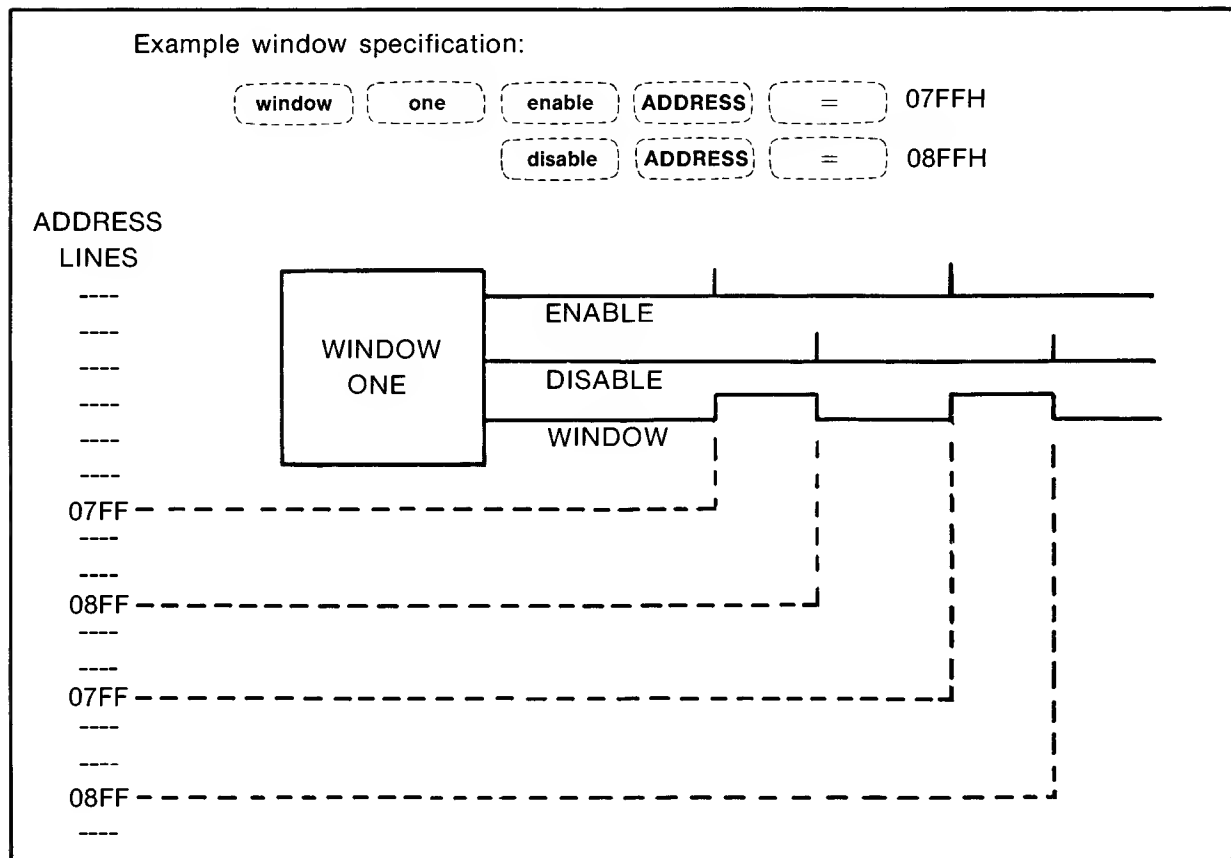 Example window specification:
window one enable ADDRESS = 07FFH
disable ADDRESS = 08FFH
ADDRESS
LINES
----
----
----
----
----
----
07FF
----
----
08FF
----
----
07FF
----
----
08FF
----
WINDOW
ONE
ENABLE
DISABLE
WINDOW